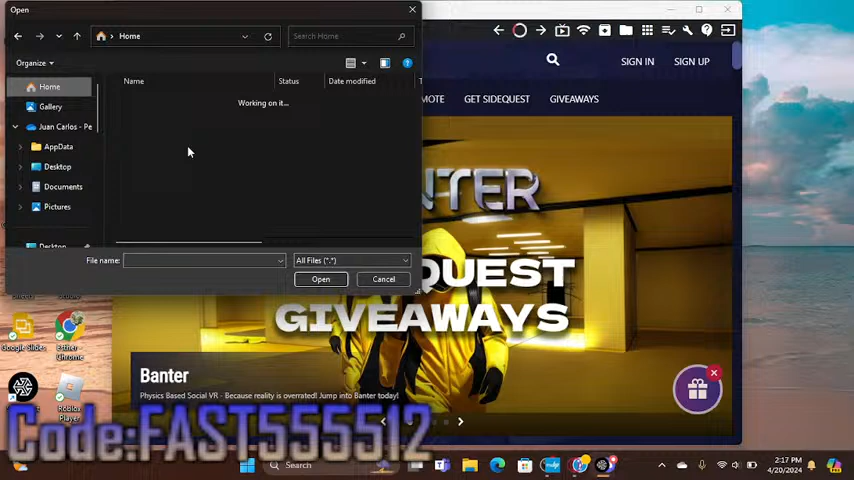 Open
Home
Search Home
Organize
Home
Gallery
Juan Carlos - Pe
AppData
Desktop
Documents
Pictures
Desktop
Name
Status
Date modified
Working on it...
File name:
All Files (*.*)
Open
Cancel
SIGN IN
SIGN UP
GET SIDEQUEST
GIVEAWAYS
QUEST
GIVEAWAYS
Banter
Physics Based Social VR - Because reality is overrated! Jump into Banter today!
Google Slides
Esther -
Chrome
Roblox
Player
Code:FAST555512
Search
2:17 PM
4/20/2024